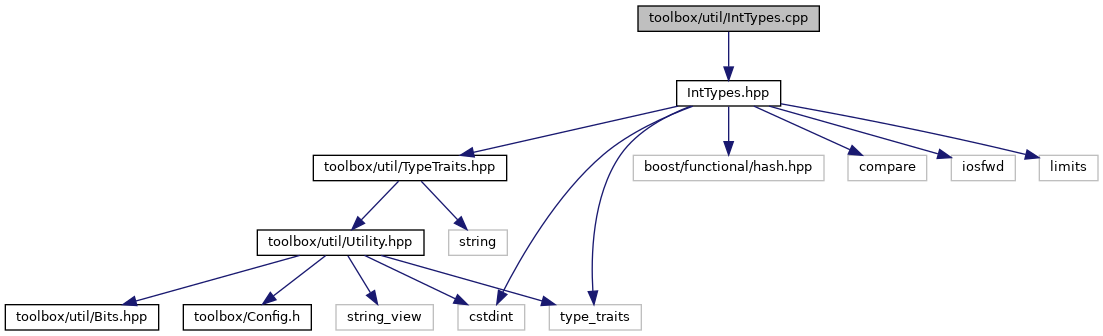 toolbox/util/IntTypes.cpp
IntTypes.hpp
toolbox/util/TypeTraits.hpp
boost/functional/hash.hpp
compare
iosfwd
limits
toolbox/util/Utility.hpp
string
toolbox/util/Bits.hpp
toolbox/Config.h
string_view
cstdint
type_traits